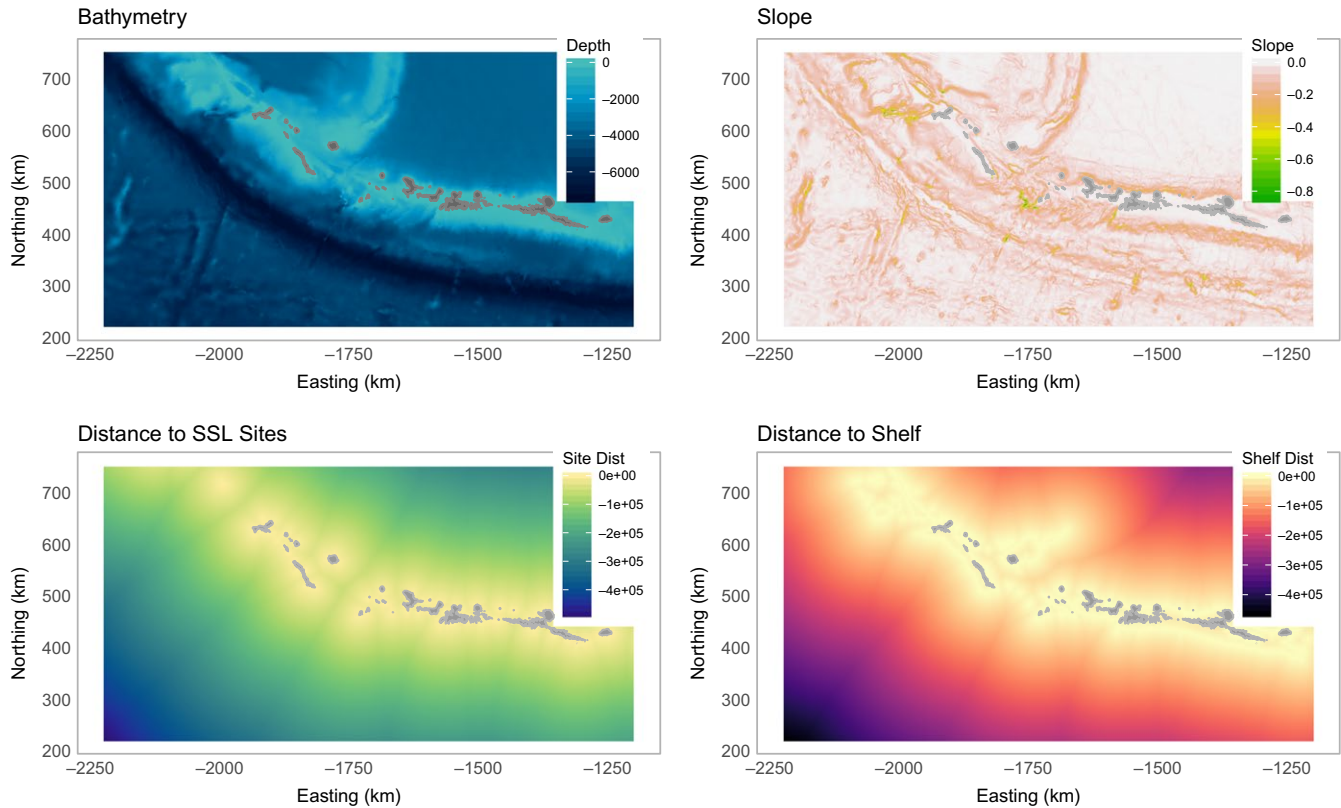 Bathymetry
Depth
0
−2000
−4000
−6000
700
600
500
400
300
200
Northing (km)
−2250 −2000 −1750 −1500 −1250
Easting (km)
Slope
Slope
0.0
−0.2
−0.4
−0.6
−0.8
700
600
500
400
300
200
Northing (km)
−2250 −2000 −1750 −1500 −1250
Easting (km)
Distance to SSL Sites
Site Dist
0e+00
−1e+05
−2e+05
−3e+05
−4e+05
700
600
500
400
300
200
Northing (km)
−2250 −2000 −1750 −1500 −1250
Easting (km)
Distance to Shelf
Shelf Dist
0e+00
−1e+05
−2e+05
−3e+05
−4e+05
700
600
500
400
300
200
Northing (km)
−2250 −2000 −1750 −1500 −1250
Easting (km)